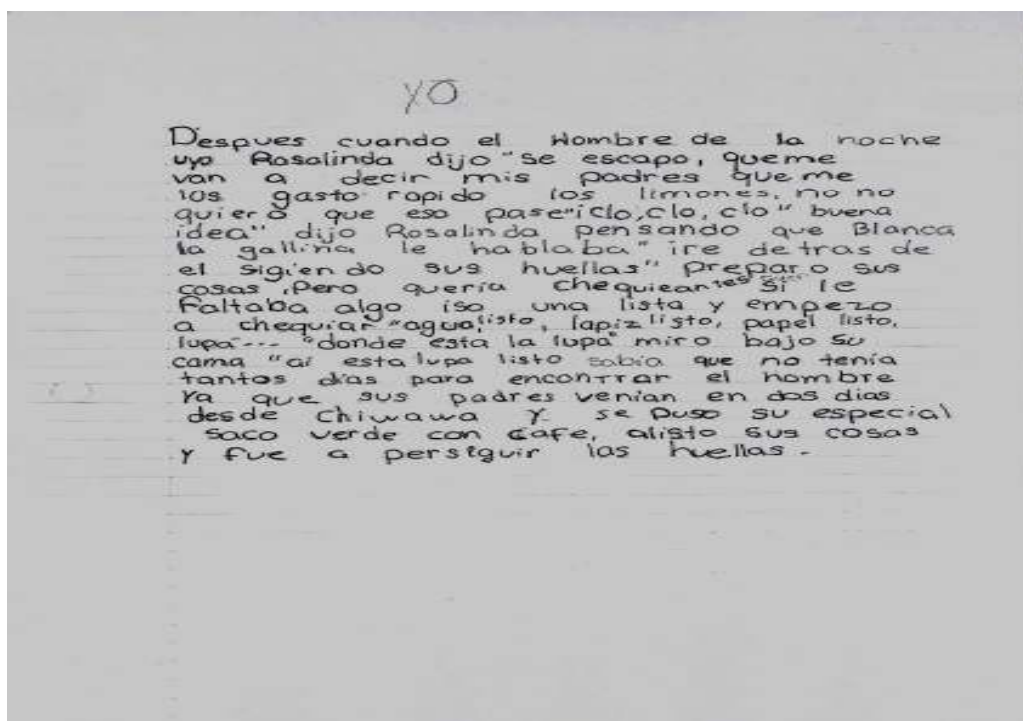 YO
Despues cuando el Hombre de la noche
uyo Rosalinda dijo "se escapo, queme
van a decir mis padres que me
los gasto rapido los limones, no no
quiero que eso pase "¡clo, clo, clo" buena
idea" dijo Rosalinda pensando que Blanca
la gallina le hablaba" ire detras de
el sigiendo sus huellas" preparo sus
cosas, pero queria chequiear si le
faltaba algo iso una lista y empezo
a chequiar "agua listo, lapiz listo, papel listo,
lupa--- "donde esta la lupa" miro bajo su
cama "ai esta lupa listo sabia que no tenía
tantos dias para encontrar el hombre
ya que sus padres venian en dos dias
desde chiwawa y se puso su especial
saco verde con cafe, alisto sus cosas
y fue a perseguir las huellas.